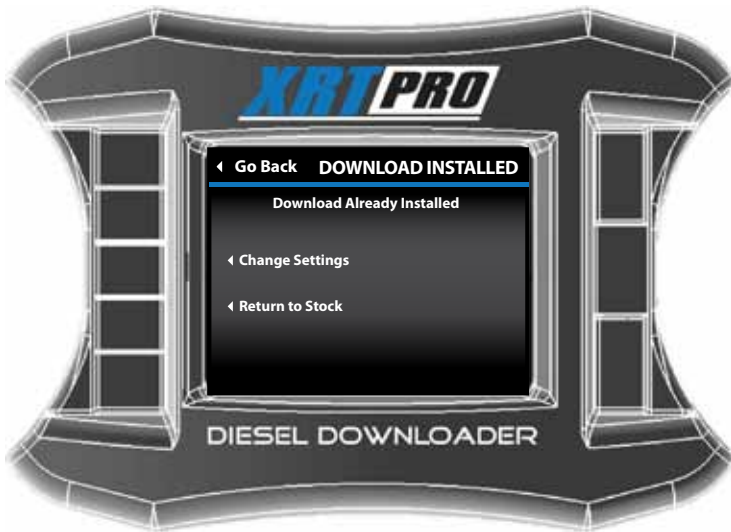 XRT PRO
Go Back DOWNLOAD INSTALLED
Download Already Installed
Change Settings
Return to Stock
DIESEL DOWNLOADER